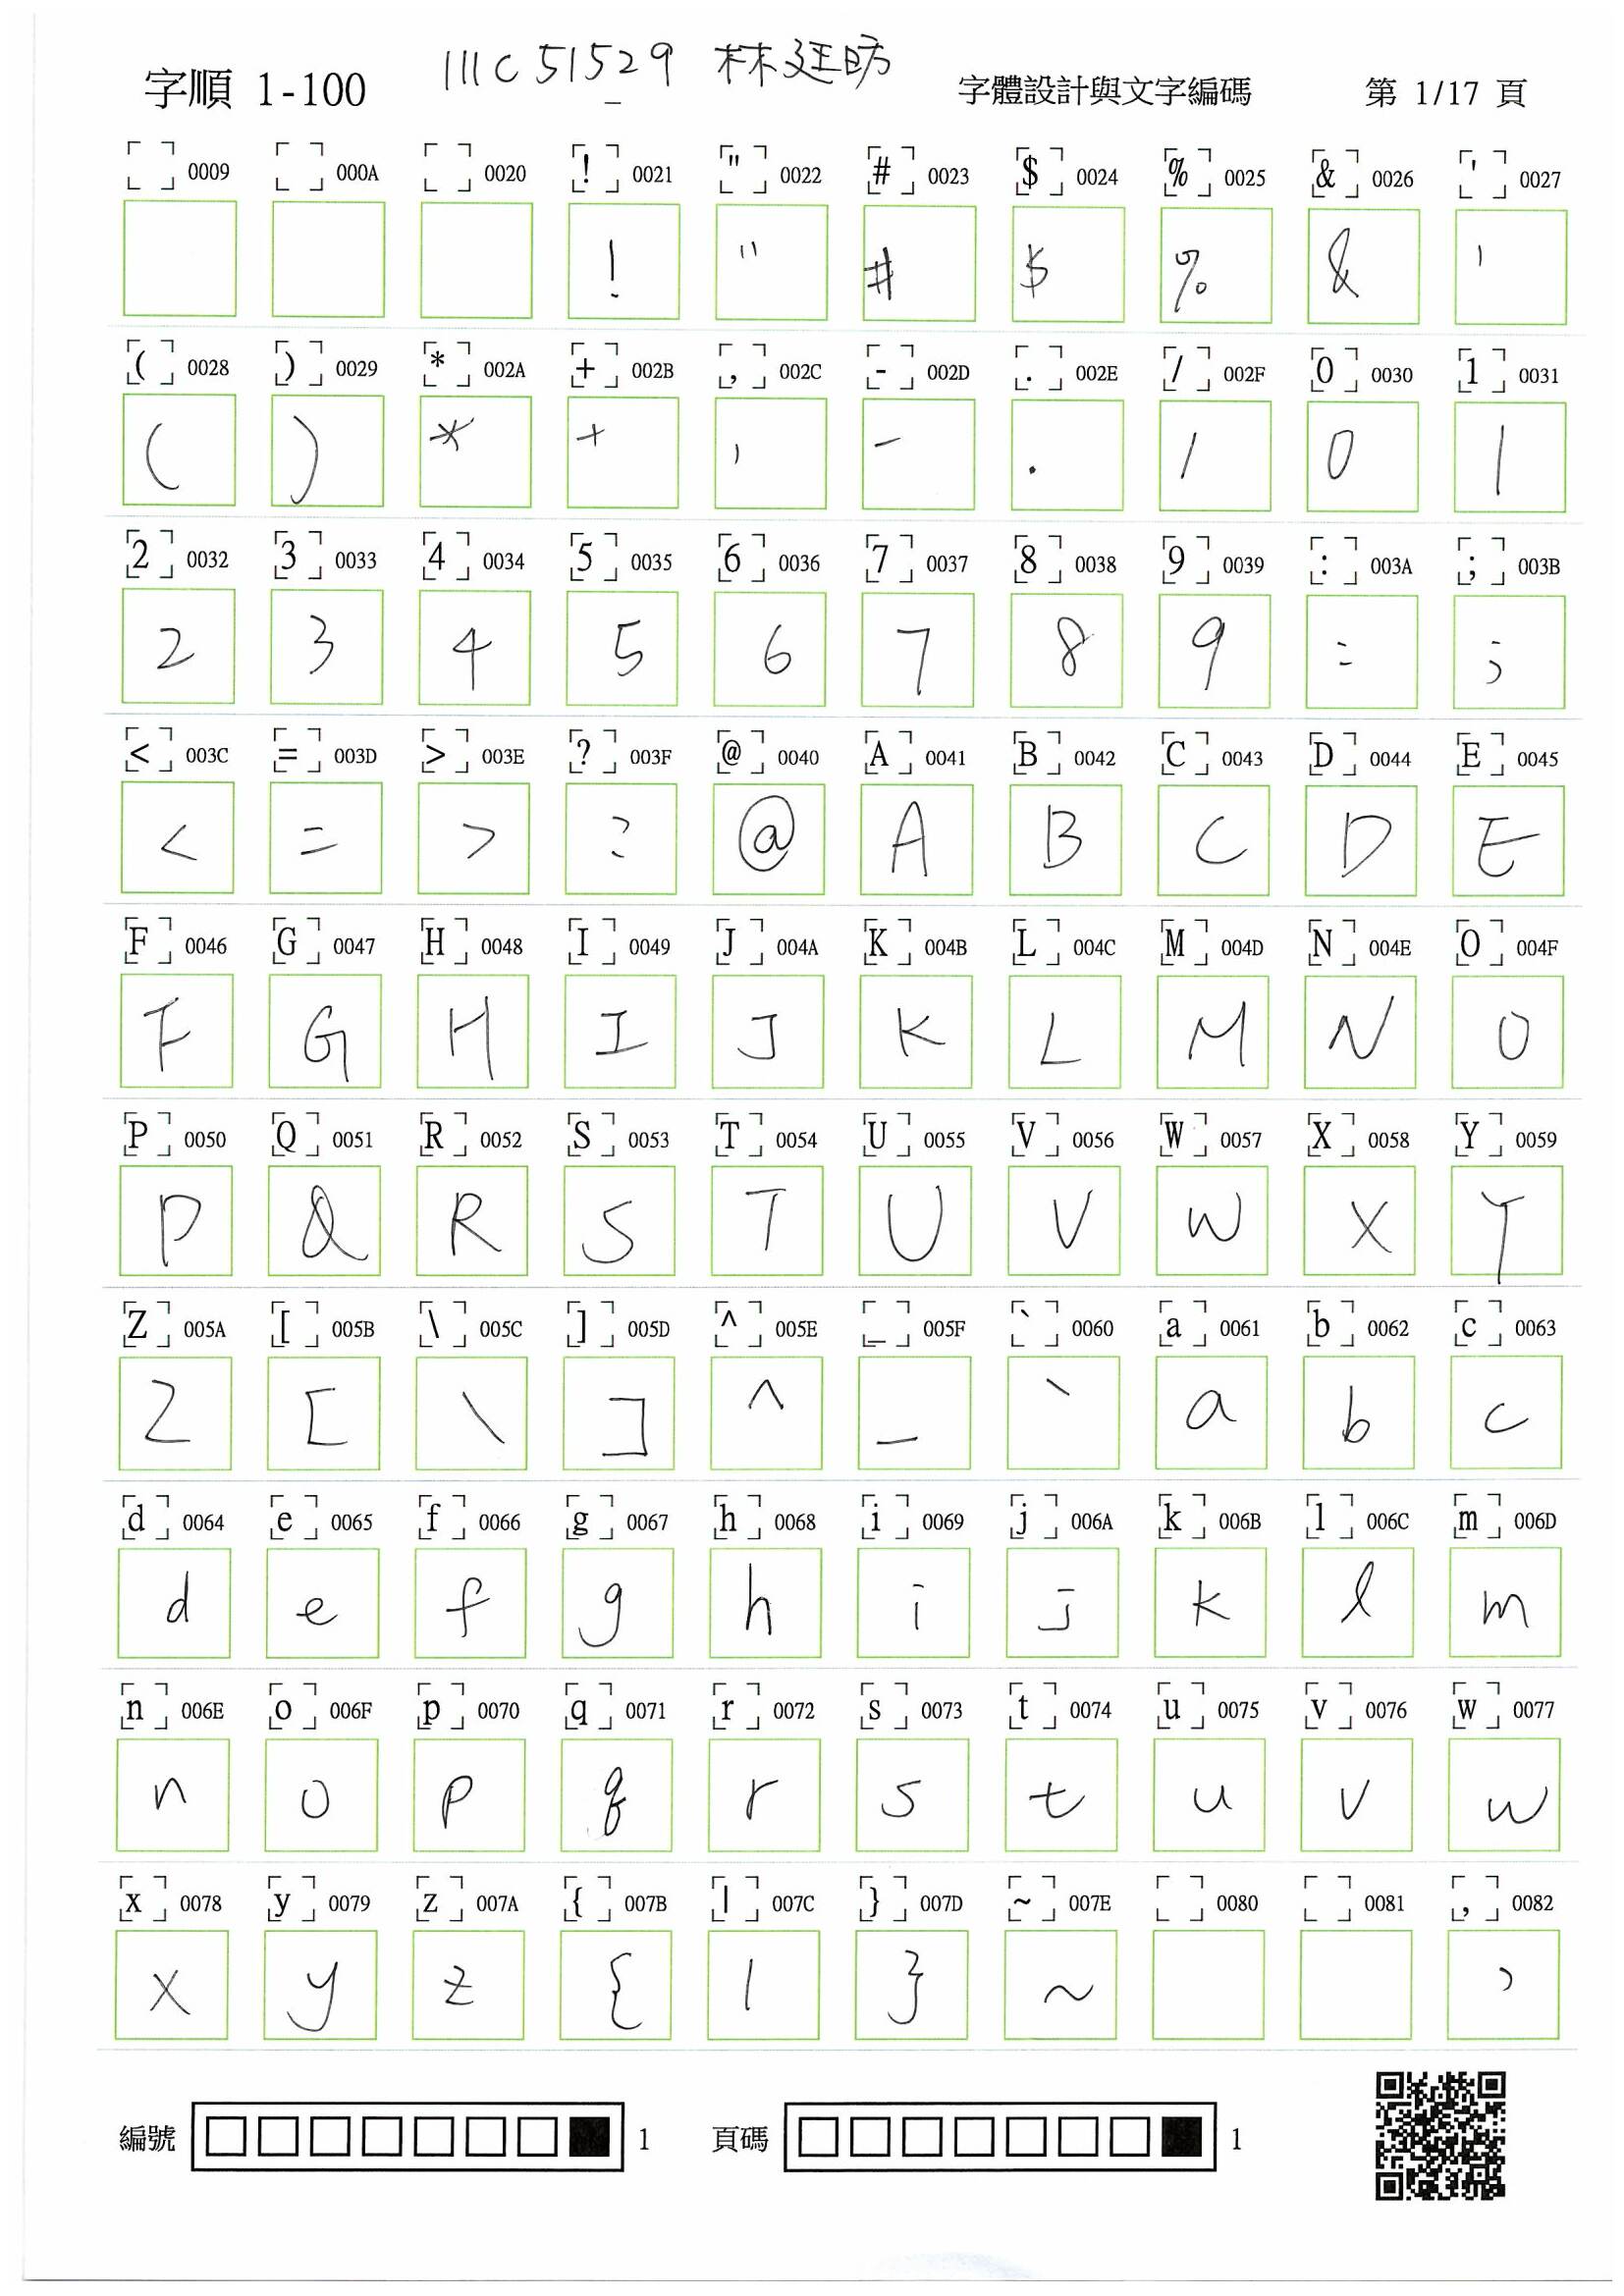 111C51529 林廷昉
字順 1-100 字體設計與文字編碼 第 1/17 頁
0009 000A 0020 ! 0021 " 0022 # 0023 $ 0024 % 0025 & 0026 ' 0027
! " # $ % & '
( 0028 ) 0029 * 002A + 002B , 002C - 002D . 002E / 002F 0 0030 1 0031
( ) * + , - . / 0 1
2 0032 3 0033 4 0034 5 0035 6 0036 7 0037 8 0038 9 0039 : 003A ; 003B
2 3 4 5 6 7 8 9 : ;
< 003C = 003D > 003E ? 003F @ 0040 A 0041 B 0042 C 0043 D 0044 E 0045
< = > ? @ A B C D E
F 0046 G 0047 H 0048 I 0049 J 004A K 004B L 004C M 004D N 004E O 004F
F G H I J K L M N O
P 0050 Q 0051 R 0052 S 0053 T 0054 U 0055 V 0056 W 0057 X 0058 Y 0059
P Q R S T U V W X Y
Z 005A [ 005B \ 005C ] 005D ^ 005E _ 005F ` 0060 a 0061 b 0062 c 0063
Z [ \ ] ^ _ ` a b c
d 0064 e 0065 f 0066 g 0067 h 0068 i 0069 j 006A k 006B l 006C m 006D
d e f g h i j k l m
n 006E o 006F p 0070 q 0071 r 0072 s 0073 t 0074 u 0075 v 0076 w 0077
n o p q r s t u v w
x 0078 y 0079 z 007A { 007B | 007C } 007D ~ 007E 0080 0081 ‚ 0082
x y z { | } ~ ,
編號 1 頁碼 1